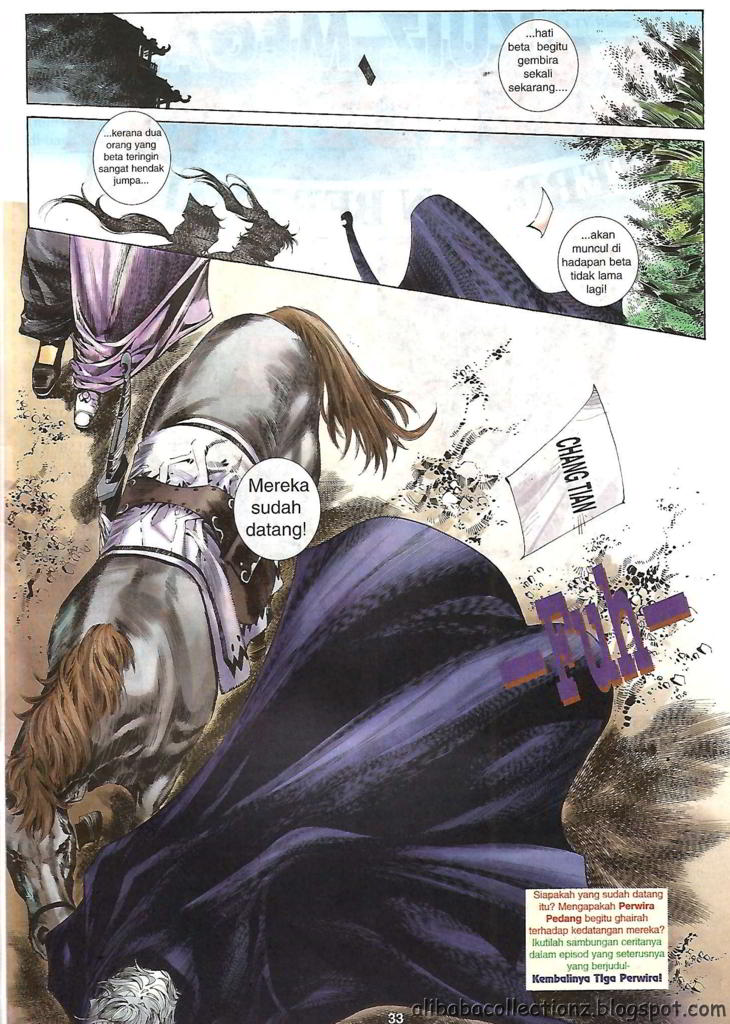 ...hati
beta begitu
gembira
sekali
sekarang....
...kerana dua
orang yang
beta teringin
sangat hendak
jumpa...
...akan
muncul di
hadapan beta
tidak lama
lagi!
CHANG TIAN
Mereka
sudah
datang!
-Fuh-
Siapakah yang sudah datang
itu? Mengapakah Perwira
Pedang begitu ghairah
terhadap kedatangan mereka?
Ikutilah sambungan ceritanya
dalam episod yang seterusnya
yang berjudul-
Kembalinya Tiga Perwira!
33
alibabacollectionz.blogspot.com